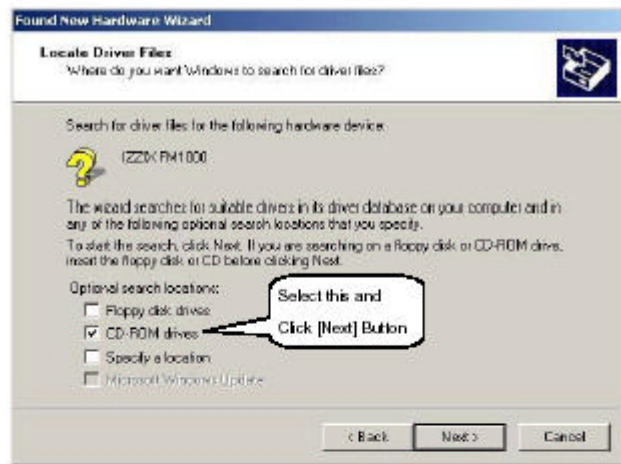 Found New Hardware Wizard
Locate Driver Files
Where do you want Windows to search for driver files?
Search for driver files for the following hardware device:
IZZIX FM1000
The wizard searches for suitable drivers in its driver database on your computer and in
any of the following optional search locations that you specify.
To start the search, click Next. If you are searching on a floppy disk or CD-ROM drive,
insert the floppy disk or CD before clicking Next.
Optional search locations:
Floppy disk drives
CD-ROM drives
Specify a location
Microsoft Windows Update
Select this and
Click [Next] Button
< Back
Next >
Cancel